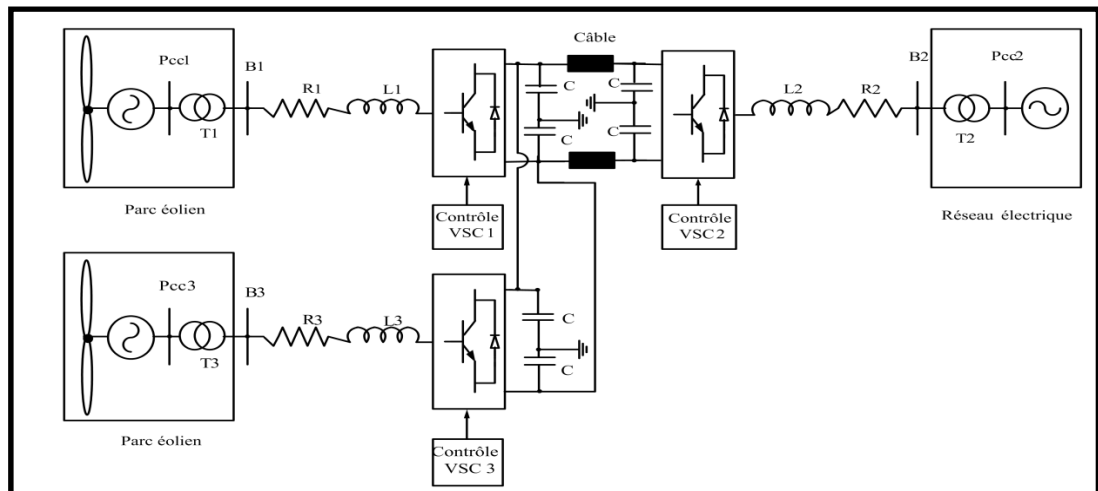 Câble
Pcc1
B1
R1
L1
T1
C
C
C
C
L2
R2
B2
Pcc2
T2
Parc éolien
Contrôle
VSC 1
Contrôle
VSC 2
Réseau électrique
Pcc3
B3
R3
L3
T3
C
C
Parc éolien
Contrôle
VSC 3